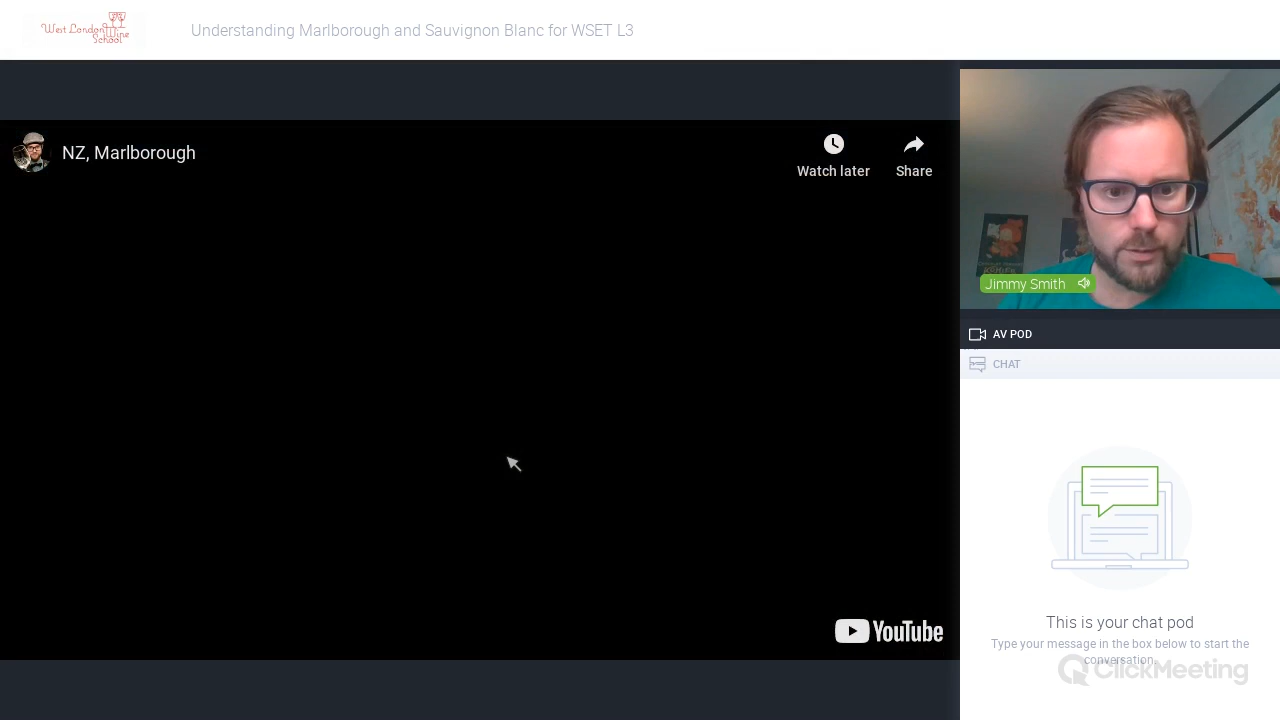 West London Wine School
Understanding Marlborough and Sauvignon Blanc for WSET L3
NZ, Marlborough
Watch later
Share
YouTube
Jimmy Smith
AV POD
CHAT
This is your chat pod
Type your message in the box below to start the
conversation.
ClickMeeting